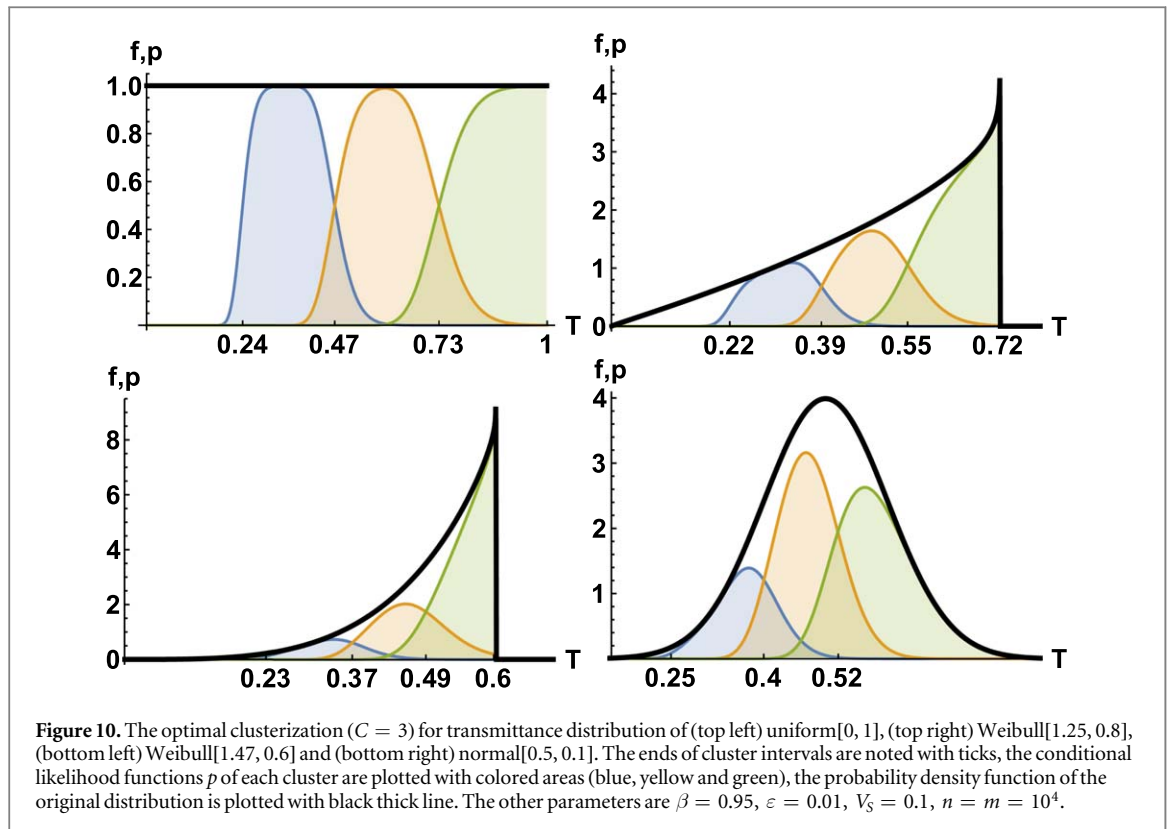 f,p
1.0
0.8
0.6
0.4
0.2
0.24 0.47 0.73 1 T
f,p
4
3
2
1
0
0.22 0.39 0.55 0.72 T
f,p
8
6
4
2
0
0.23 0.37 0.49 0.6 T
f,p
4
3
2
1
0.25 0.4 0.52 T
Figure 10. The optimal clusterization (C = 3) for transmittance distribution of (top left) uniform[0, 1], (top right) Weibull[1.25, 0.8],
(bottom left) Weibull[1.47, 0.6] and (bottom right) normal[0.5, 0.1]. The ends of cluster intervals are noted with ticks, the conditional
likelihood functions p of each cluster are plotted with colored areas (blue, yellow and green), the probability density function of the
original distribution is plotted with black thick line. The other parameters are β = 0.95, ε = 0.01, V_S = 0.1, n = m = 10⁴.